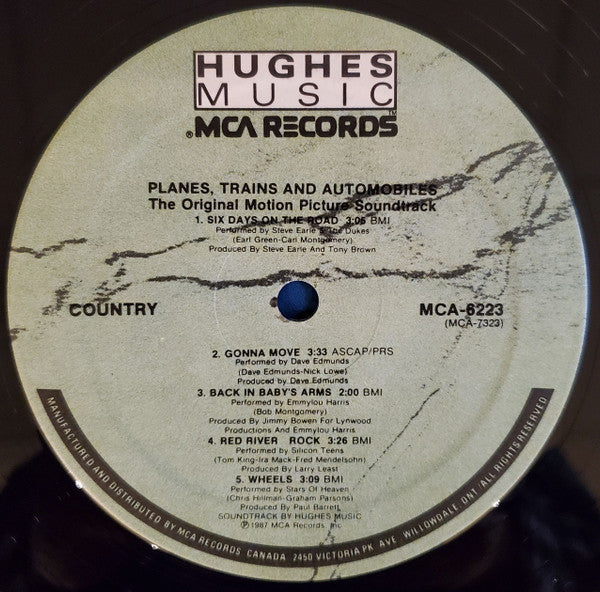 HUGHES
MUSIC
®MCA RECORDS™
PLANES, TRAINS AND AUTOMOBILES
The Original Motion Picture Soundtrack
1. SIX DAYS ON THE ROAD 3:06 BMI
Performed by Steve Earle & The Dukes
(Earl Green-Carl Montgomery)
Produced By Steve Earle And Tony Brown
COUNTRY
MCA-6223
(MCA-7323)
2. GONNA MOVE 3:33 ASCAP/PRS
Performed by Dave Edmunds
(Dave Edmunds-Nick Lowe)
Produced by Dave Edmunds
3. BACK IN BABY'S ARMS 2:00 BMI
Performed by Emmylou Harris
(Bob Montgomery)
Produced by Jimmy Bowen For Lynwood
Productions And Emmylou Harris
4. RED RIVER ROCK 3:26 BMI
Performed by Silicon Teens
(Tom King-Ira Mack-Fred Mendelsohn)
Produced By Larry Least
5. WHEELS 3:09 BMI
Performed by Stars Of Heaven
(Chris Hillman-Graham Parsons)
Produced By Paul Barrett
SOUNDTRACK BY HUGHES MUSIC
℗ 1987 MCA Records, Inc.
MANUFACTURED AND DISTRIBUTED BY MCA RECORDS CANADA 2450 VICTORIA PK. AVE. WILLOWDALE, ONT. /ALL RIGHTS RESERVED